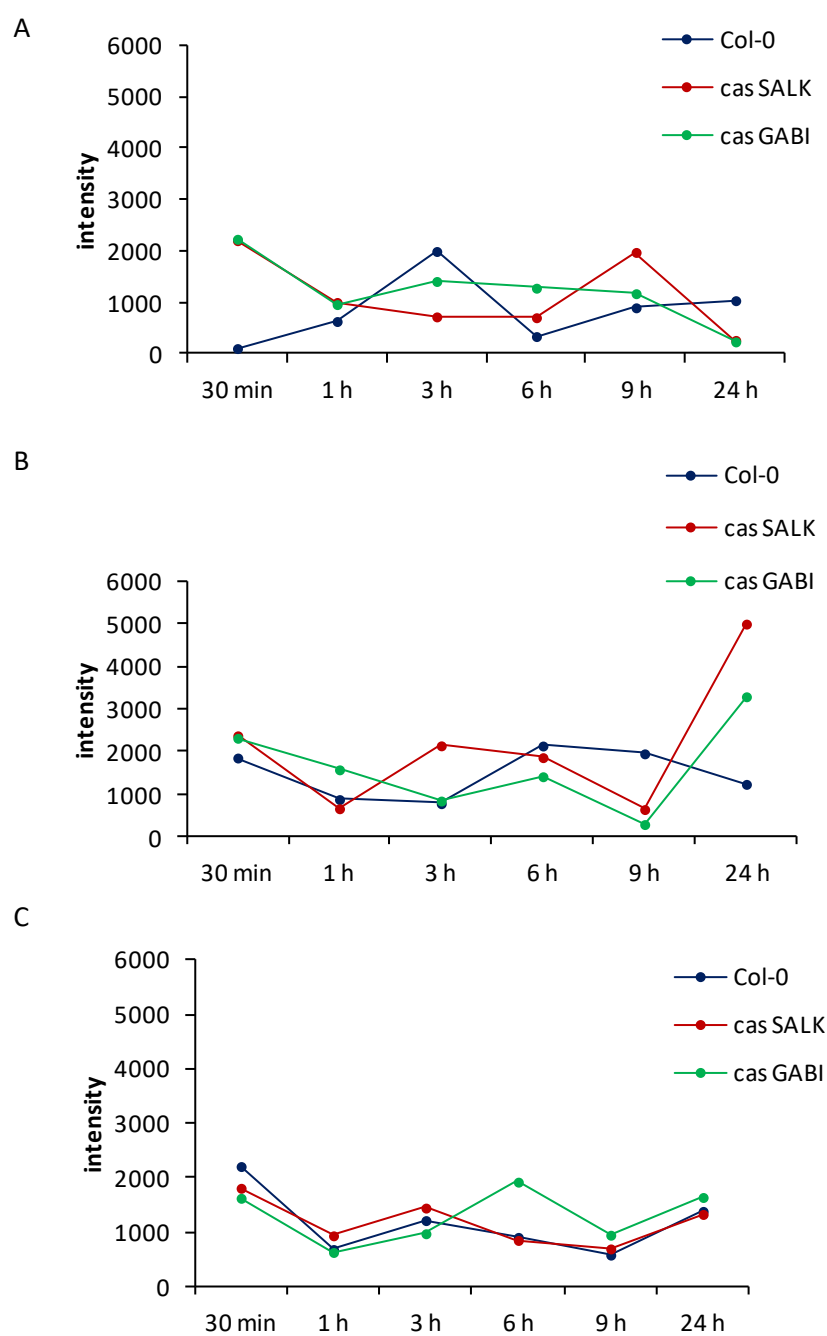 A
Col-0
cas SALK
cas GABI
intensity
6000
5000
4000
3000
2000
1000
0
30 min 1 h 3 h 6 h 9 h 24 h
B
Col-0
cas SALK
cas GABI
intensity
6000
5000
4000
3000
2000
1000
0
30 min 1 h 3 h 6 h 9 h 24 h
C
Col-0
cas SALK
cas GABI
intensity
6000
5000
4000
3000
2000
1000
0
30 min 1 h 3 h 6 h 9 h 24 h